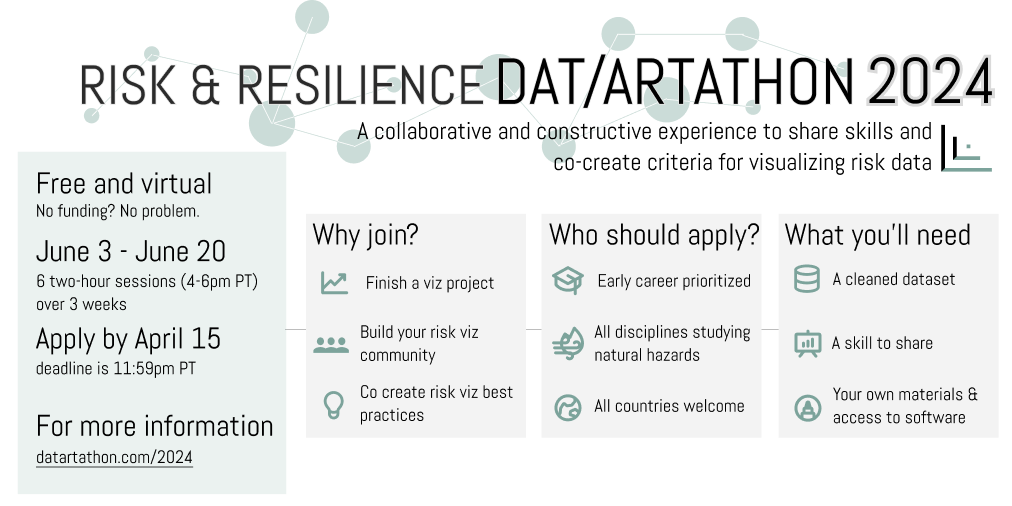 RISK & RESILIENCE DAT/ARTATHON 2024
A collaborative and constructive experience to share skills and
co-create criteria for visualizing risk data
Free and virtual
No funding? No problem.
June 3 - June 20
6 two-hour sessions (4-6pm PT)
over 3 weeks
Apply by April 15
deadline is 11:59pm PT
For more information
datartathon.com/2024
Why join?
Finish a viz project
Build your risk viz
community
Co create risk viz best
practices
Who should apply?
Early career prioritized
All disciplines studying
natural hazards
All countries welcome
What you'll need
A cleaned dataset
A skill to share
Your own materials &
access to software